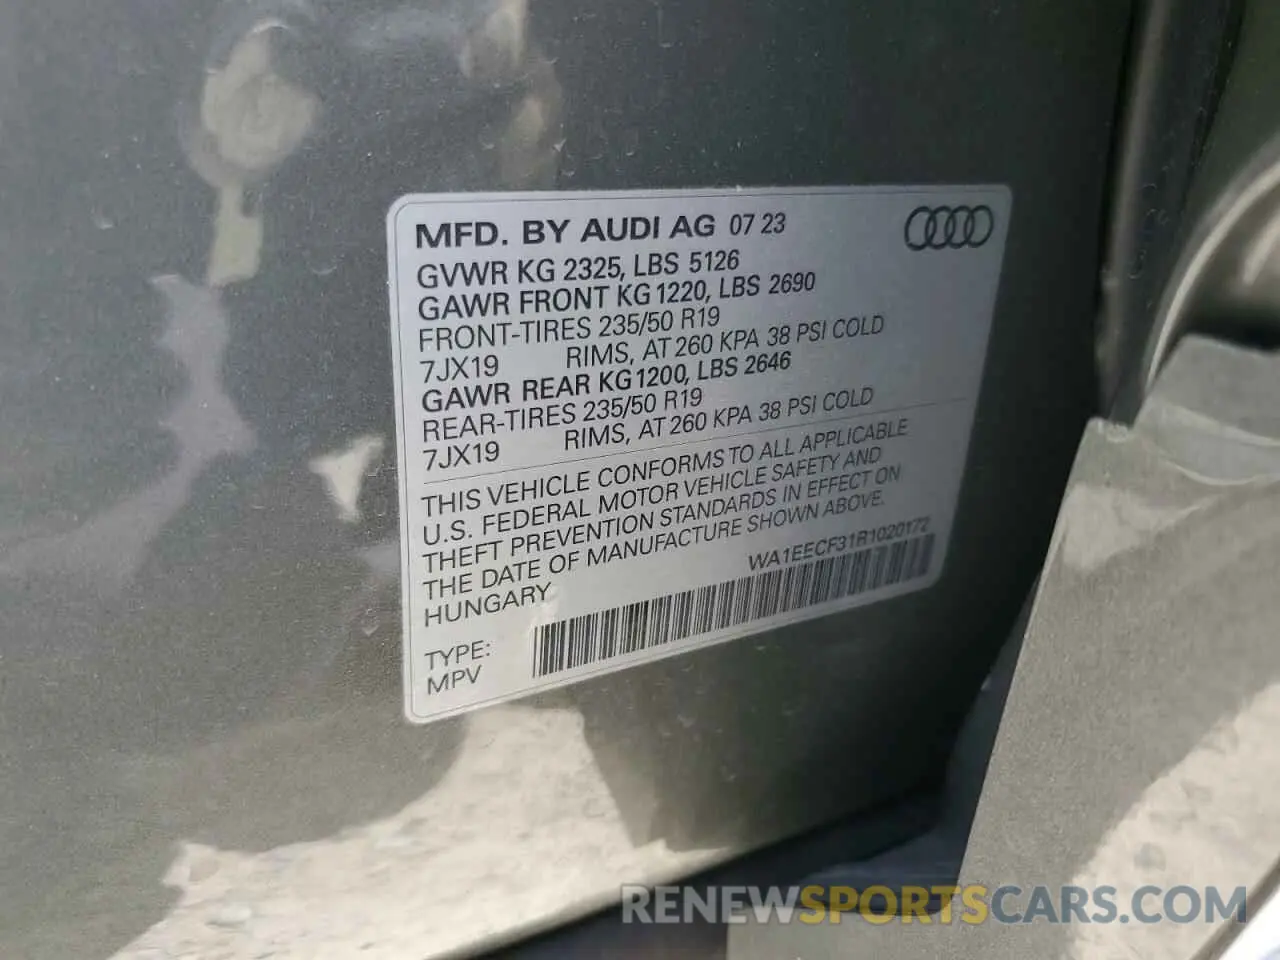 MFD. BY AUDI AG 07 23
GVWR KG 2325, LBS 5126
GAWR FRONT KG 1220, LBS 2690
FRONT-TIRES 235/50 R19
7JX19 RIMS, AT 260 KPA 38 PSI COLD
GAWR REAR KG 1200, LBS 2646
REAR-TIRES 235/50 R19
7JX19 RIMS, AT 260 KPA 38 PSI COLD
THIS VEHICLE CONFORMS TO ALL APPLICABLE
U.S. FEDERAL MOTOR VEHICLE SAFETY AND
THEFT PREVENTION STANDARDS IN EFFECT ON
THE DATE OF MANUFACTURE SHOWN ABOVE.
HUNGARY
WA1EECF31R1020172
TYPE:
MPV
RENEWSPORTSCARS.COM